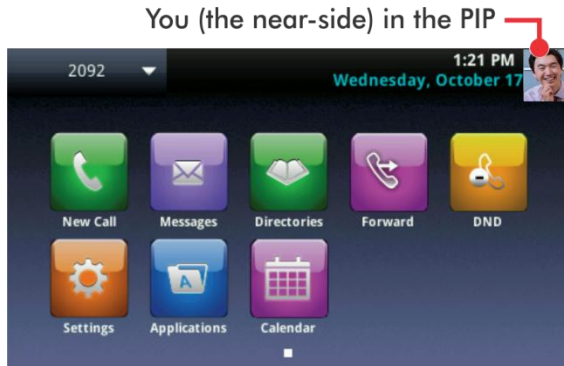 You (the near-side) in the PIP
2092
1:21 PM
Wednesday, October 17
New Call
Messages
Directories
Forward
DND
A
Settings
Applications
Calendar